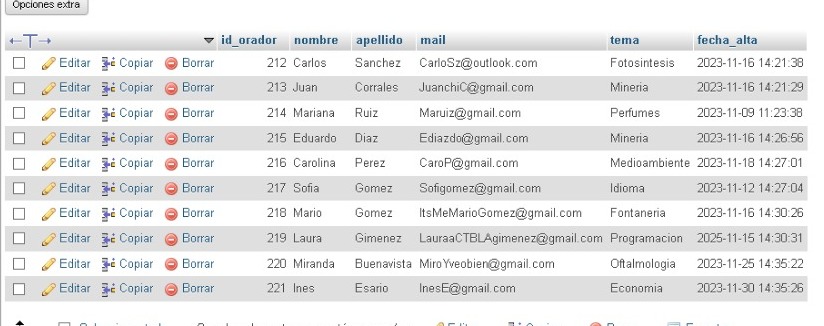 Opciones extra
id_orador nombre apellido mail tema fecha_alta
Editar Copiar Borrar 212 Carlos Sanchez CarloSz@outlook.com Fotosintesis 2023-11-16 14:21:38
Editar Copiar Borrar 213 Juan Corrales JuanchiC@gmail.com Mineria 2023-11-16 14:21:29
Editar Copiar Borrar 214 Mariana Ruiz Maruiz@gmail.com Perfumes 2023-11-09 11:23:38
Editar Copiar Borrar 215 Eduardo Diaz Ediazdo@gmail.com Mineria 2023-11-16 14:26:56
Editar Copiar Borrar 216 Carolina Perez CaroP@gmail.com Medioambiente 2023-11-18 14:27:01
Editar Copiar Borrar 217 Sofia Gomez Sofigomez@gmail.com Idioma 2023-11-12 14:27:04
Editar Copiar Borrar 218 Mario Gomez ItsMeMarioGomez@gmail.com Fontaneria 2023-11-16 14:30:26
Editar Copiar Borrar 219 Laura Gimenez LauraaCTBLAgimenez@gmail.com Programacion 2025-11-15 14:30:31
Editar Copiar Borrar 220 Miranda Buenavista MiroYveobien@gmail.com Oftalmologia 2023-11-25 14:35:22
Editar Copiar Borrar 221 Ines Esario InesE@gmail.com Economia 2023-11-30 14:35:26